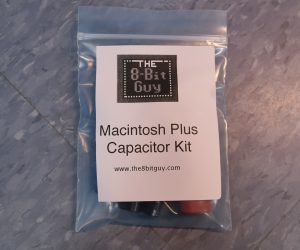 THE
8-Bit
Guy
Macintosh Plus
Capacitor Kit
www.the8bitguy.com